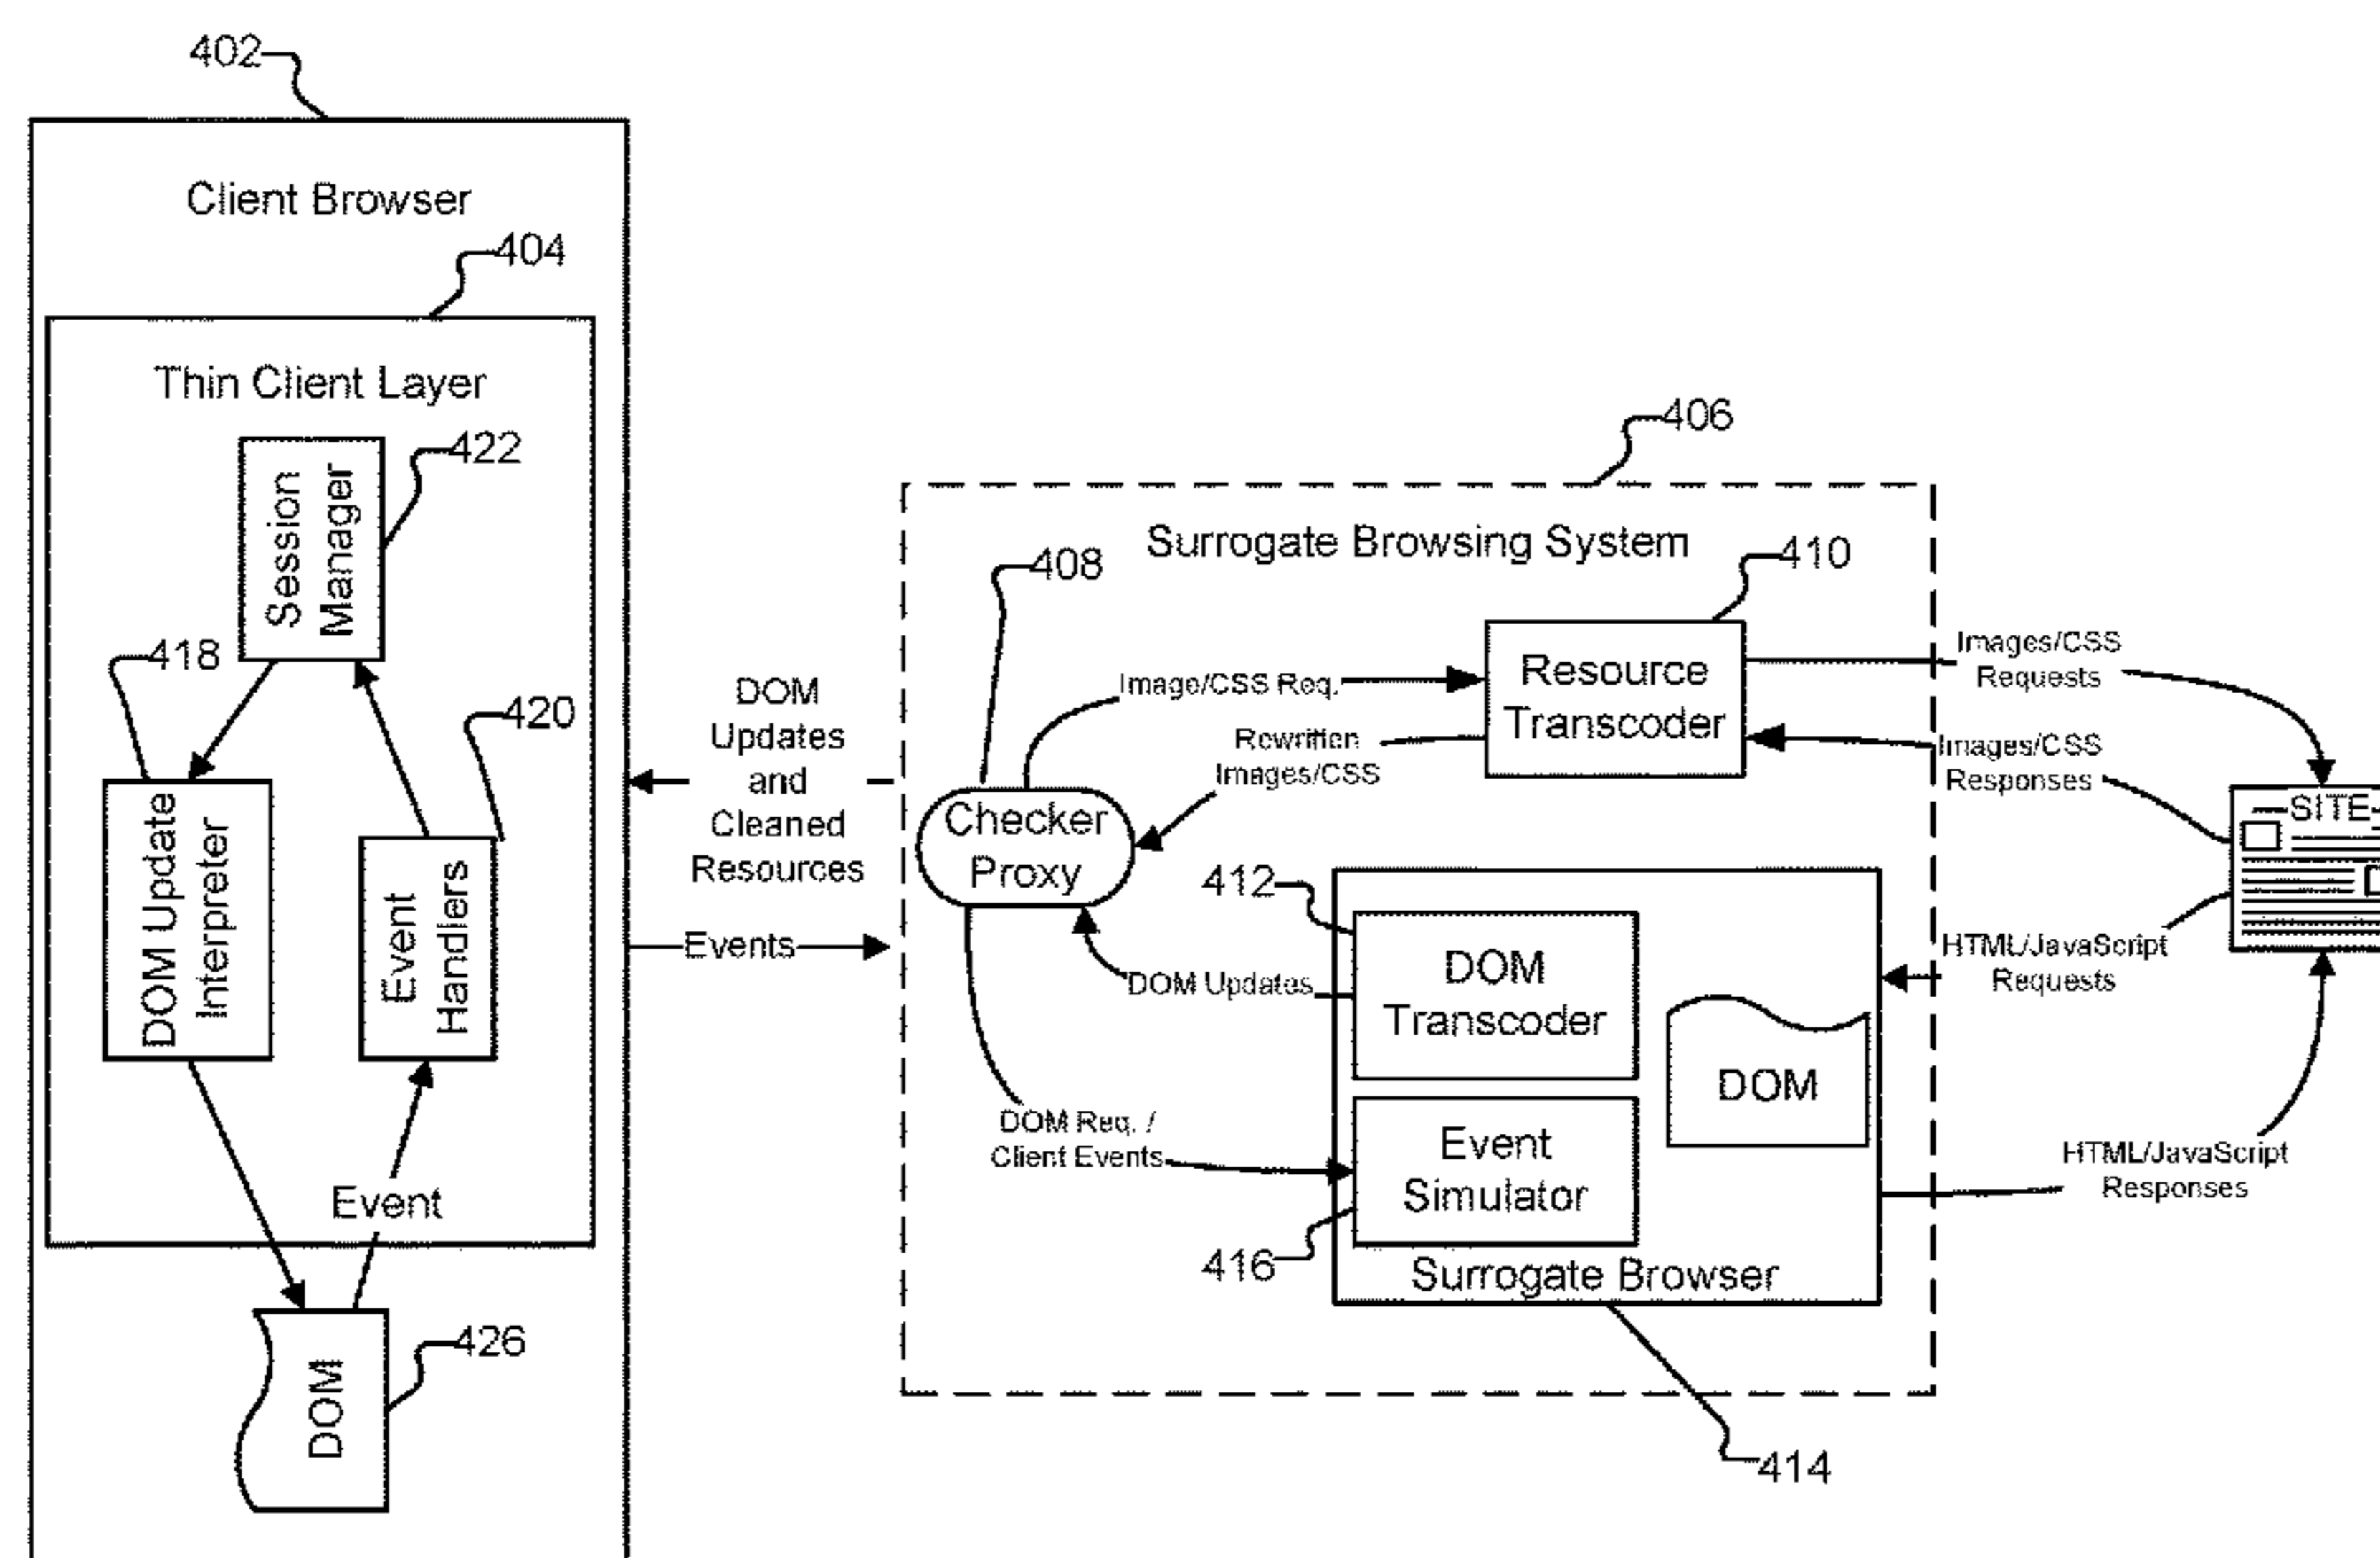 402
Client Browser
404
Thin Client Layer
422
Session
Manager
418
420
DOM Update
Interpreter
Event
Handlers
Event
DOM
426
DOM
Updates
and
Cleaned
Resources
Events
406
Surrogate Browsing System
408
410
Image/CSS Req.
Resource
Transcoder
Rewritten
Images/CSS
Checker
Proxy
412
DOM Updates
DOM
Transcoder
DOM
DOM Req. /
Client Events
Event
Simulator
416
Surrogate Browser
414
Images/CSS
Requests
Images/CSS
Responses
SITE
HTML/JavaScript
Requests
HTML/JavaScript
Responses